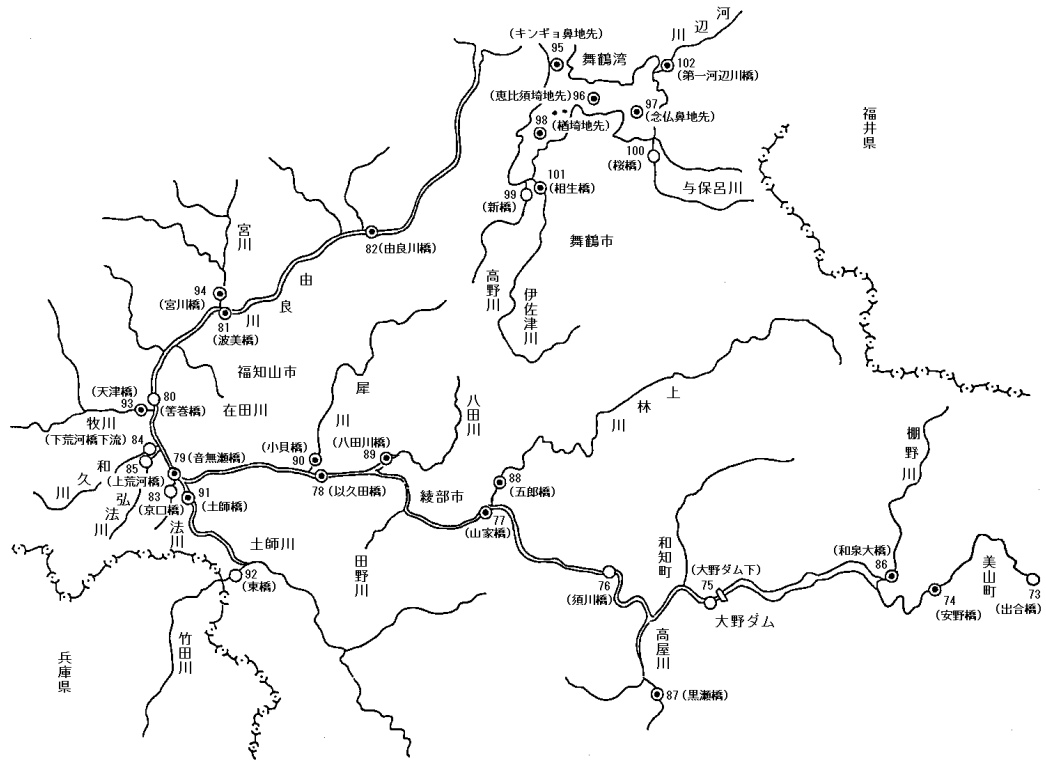 河
辺
川
(キンギョ鼻地先)
95
舞鶴湾
102
(第一河辺川橋)
(恵比須埼地先)
96
97
(念仏鼻地先)
98
(楢埼地先)
100
(桜橋)
福井県
101
(相生橋)
99
(新橋)
与保呂川
舞鶴市
宮川
82(由良川橋)
高野川
伊佐津川
由
良
川
94
(宮川橋)
81
(波美橋)
福知山市
犀
川
上
林
川
八田川
棚野川
(天津橋)
93
80
(筈巻橋)
在田川
牧川
(下荒河橋下流)
84
79(音無瀬橋)
(小貝橋)
90
(八田川橋)
89
和
久
川
85
(上荒河橋)
83
(京口橋)
91
(土師橋)
78(以久田橋)
綾部市
88
(五郎橋)
77
(山家橋)
弘法川
法川
土師川
田野川
和知町
(和泉大橋)
86
美山町
92
(東橋)
76
(須川橋)
(大野ダム下)
75
大野ダム
74
(安野橋)
73
(出合橋)
竹田川
高屋川
兵庫県
87(黒瀬橋)